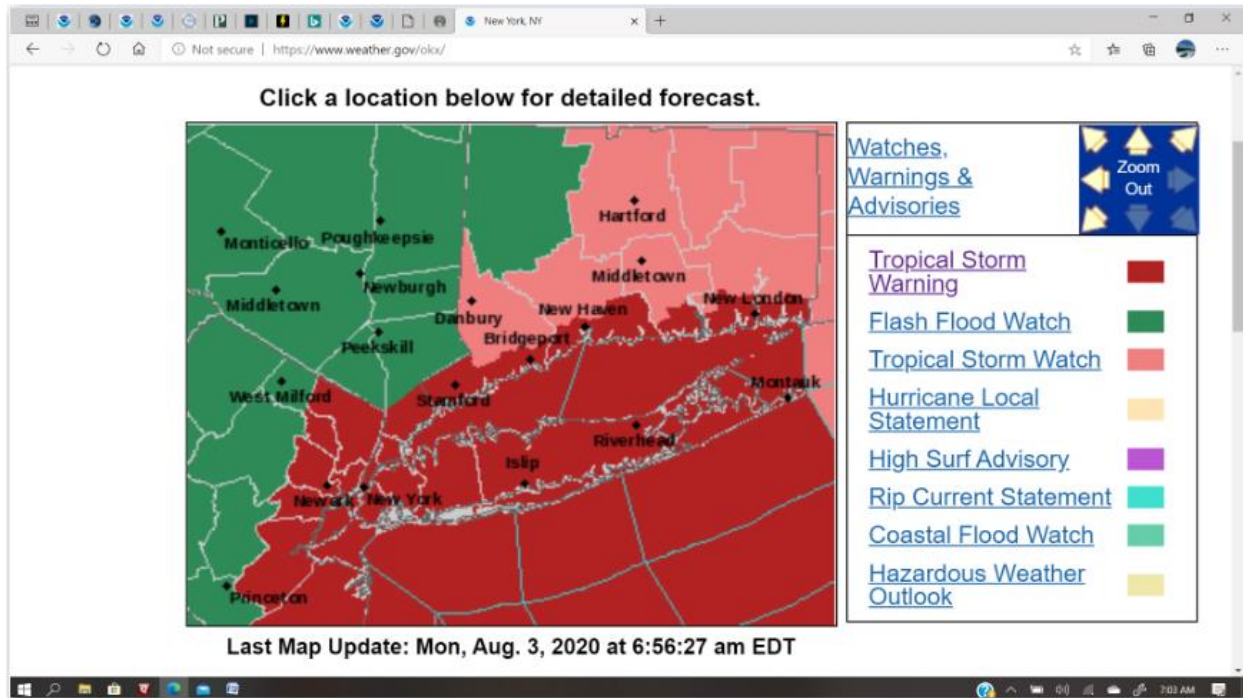 New York, NY
Not secure | https://www.weather.gov/okx/
Click a location below for detailed forecast.
Watches,
Warnings &
Advisories
Zoom
Out
Hartford
Monticello
Poughkeepsie
Middletown
Newburgh
Middletown
Danbury
New Haven
New London
Peekskill
Bridgeport
West Milford
Stamford
Montauk
Riverhead
Islip
Newark
New York
Princeton
Tropical Storm
Warning
Flash Flood Watch
Tropical Storm Watch
Hurricane Local
Statement
High Surf Advisory
Rip Current Statement
Coastal Flood Watch
Hazardous Weather
Outlook
Last Map Update: Mon, Aug. 3, 2020 at 6:56:27 am EDT
7:03 AM